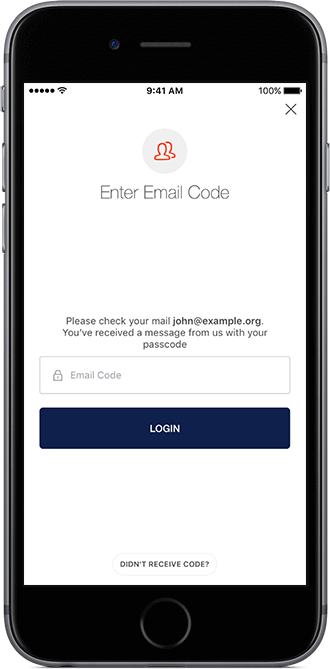 9:41 AM
100%
Enter Email Code
Please check your mail john@example.org.
You've received a message from us with your
passcode
Email Code
LOGIN
DIDN'T RECEIVE CODE?